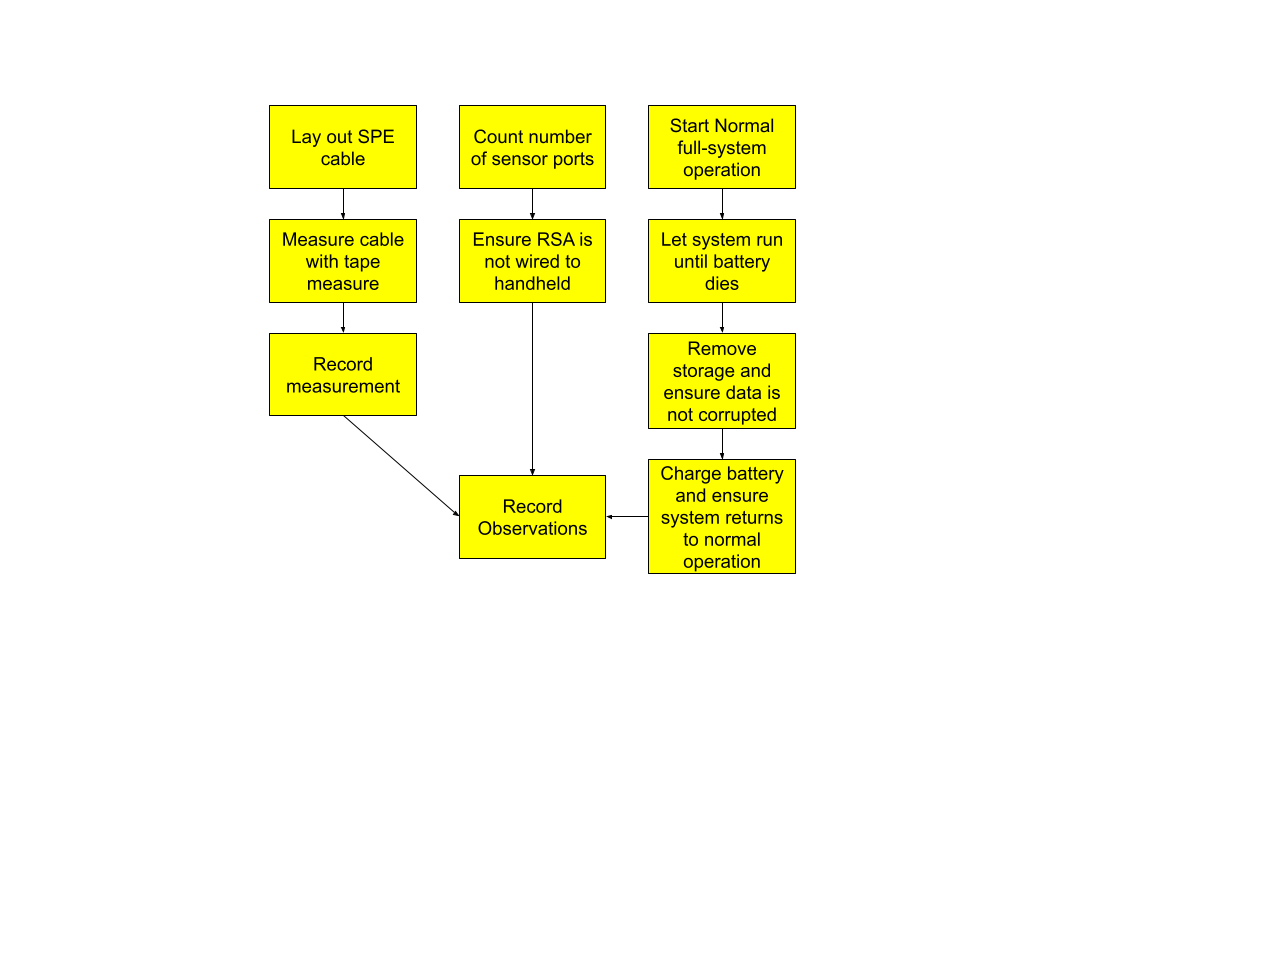 Lay out SPE
cable
Count number
of sensor ports
Start Normal
full-system
operation
Measure cable
with tape
measure
Ensure RSA is
not wired to
handheld
Let system run
until battery
dies
Record
measurement
Remove
storage and
ensure data is
not corrupted
Record
Observations
Charge battery
and ensure
system returns
to normal
operation